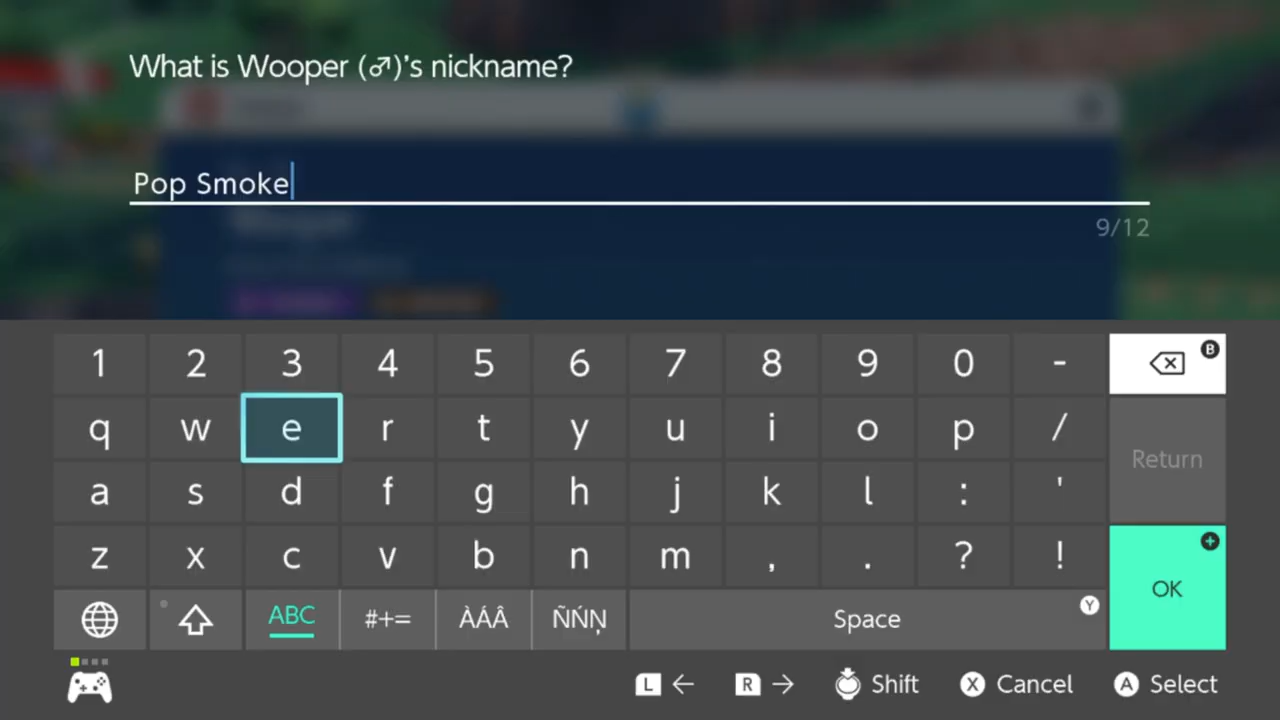 What is Wooper (♂)'s nickname?
Pop Smoke
9/12
1 2 3 4 5 6 7 8 9 0 - B
q w e r t y u i o p /
Return
a s d f g h j k l : '
z x c v b n m , . ? ! +
OK
ABC #+= ÀÁÂ ÑŃŅ Space Y
L ← R → Shift X Cancel A Select